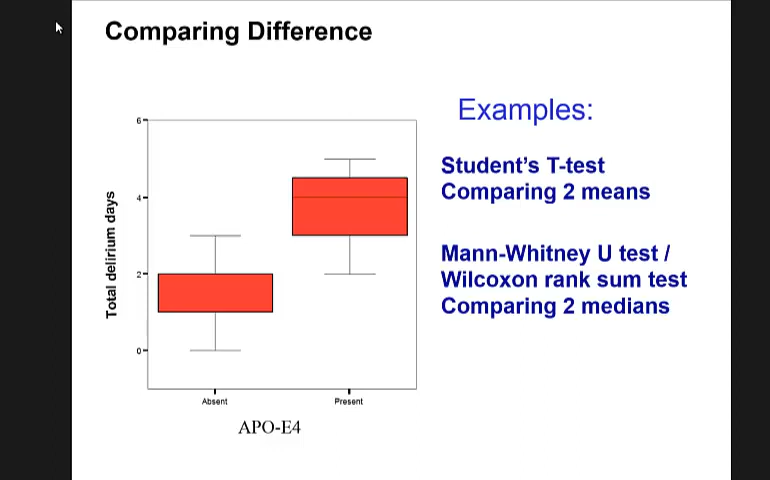 Comparing Difference
Examples:
Student's T-test
Comparing 2 means
Mann-Whitney U test /
Wilcoxon rank sum test
Comparing 2 medians
Total delirium days
6
4
2
0
Absent
Present
APO-E4